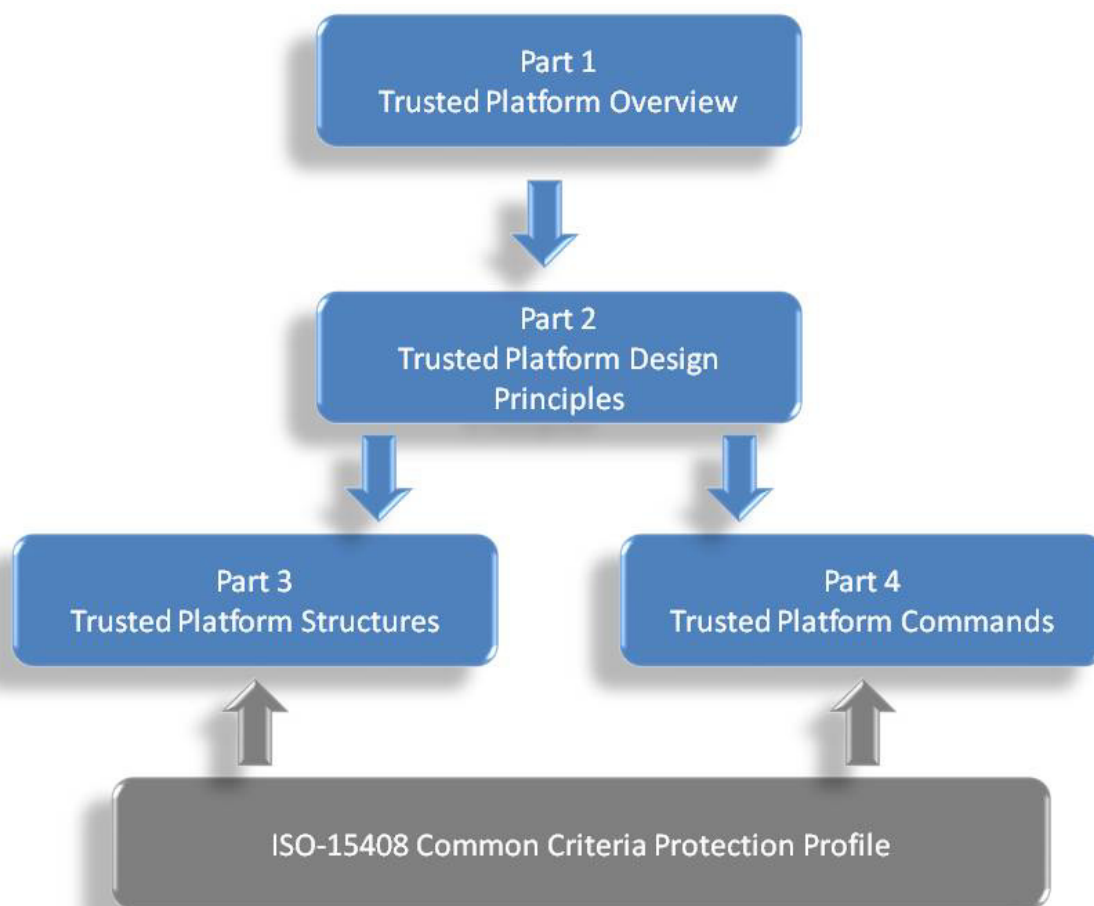 Part 1
Trusted Platform Overview
Part 2
Trusted Platform Design
Principles
Part 3
Trusted Platform Structures
Part 4
Trusted Platform Commands
ISO-15408 Common Criteria Protection Profile